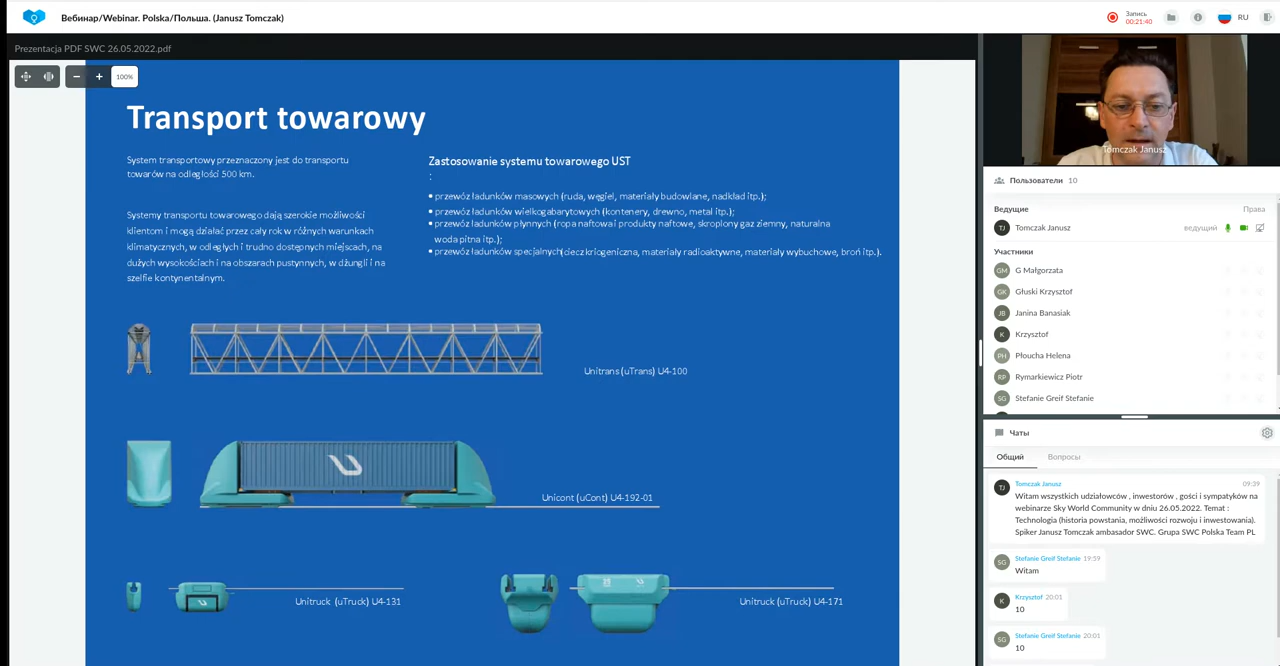 Вебинар/Webinar. Polska/Польша. (Janusz Tomczak)
Запись
00:21:40
RU
Prezentacja PDF SWC 26.05.2022.pdf
100%
Transport towarowy
System transportowy przeznaczony jest do transportu
towarów na odległości 500 km.
Systemy transportu towarowego dają szerokie możliwości
klientom i mogą działać przez cały rok w różnych warunkach
klimatycznych, w odległych i trudno dostępnych miejscach, na
dużych wysokościach i na obszarach pustynnych, w dżungli i na
szelfie kontynentalnym.
Zastosowanie systemu towarowego UST
:
• przewóz ładunków masowych (ruda, węgiel, materiały budowlane, nadkład itp.);
• przewóz ładunków wielkogabarytowych (kontenery, drewno, metal itp.);
• przewóz ładunków płynnych (ropa naftowa i produkty naftowe, skroplony gaz ziemny, naturalna
woda pitna itp.);
• przewóz ładunków specjalnych(ciecz kriogeniczna, materiały radioaktywne, materiały wybuchowe, broń itp.).
Unitrans (uTrans) U4-100
Unicont (uCont) U4-192-01
Unitruck (uTruck) U4-131
Unitruck (uTruck) U4-171
Tomczak Janusz
Пользователи 10
Ведущие Права
TJ Tomczak Janusz ведущий
Участники
GM G Małgorzata
GK Głuski Krzysztof
JB Janina Banasiak
K Krzysztof
PH Płoucha Helena
RP Rymarkiewicz Piotr
SG Stefanie Greif Stefanie
Чаты
Общий Вопросы
TJ Tomczak Janusz 09:39
Witam wszystkich udziałowców , inwestorów , gości i sympatyków na
webinarze Sky World Community w dniu 26.05.2022. Temat :
Technologia (historia powstania, możliwości rozwoju i inwestowania).
Spiker Janusz Tomczak ambasador SWC. Grupa SWC Polska Team PL
SG Stefanie Greif Stefanie 19:59
Witam
K Krzysztof 20:01
10
SG Stefanie Greif Stefanie 20:01
10